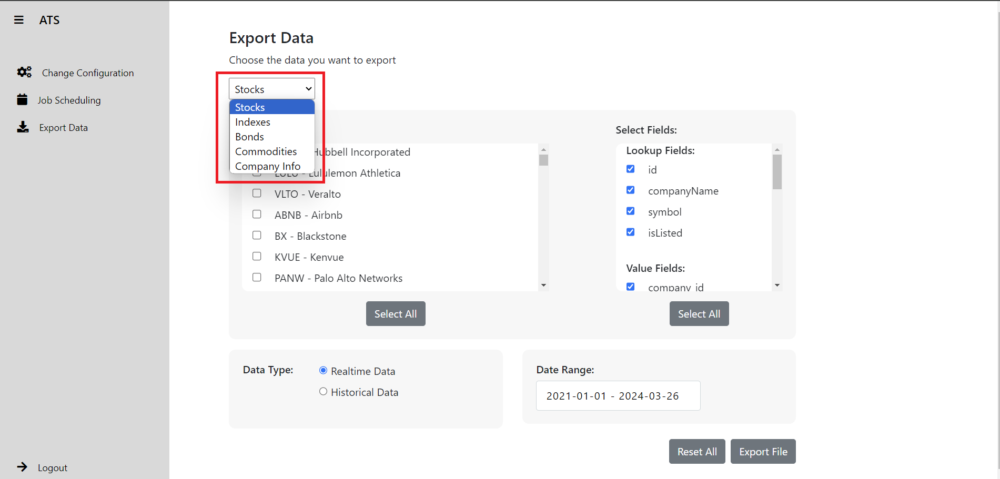 ATS
Change Configuration
Job Scheduling
Export Data
Logout
Export Data
Choose the data you want to export
Stocks
Stocks
Indexes
Bonds
Commodities
Company Info
Hubbell Incorporated
LULU - Lululemon Athletica
VLTO - Veralto
ABNB - Airbnb
BX - Blackstone
KVUE - Kenvue
PANW - Palo Alto Networks
Select All
Select Fields:
Lookup Fields:
id
companyName
symbol
isListed
Value Fields:
company_id
Select All
Data Type:
Realtime Data
Historical Data
Date Range:
2021-01-01 - 2024-03-26
Reset All
Export File